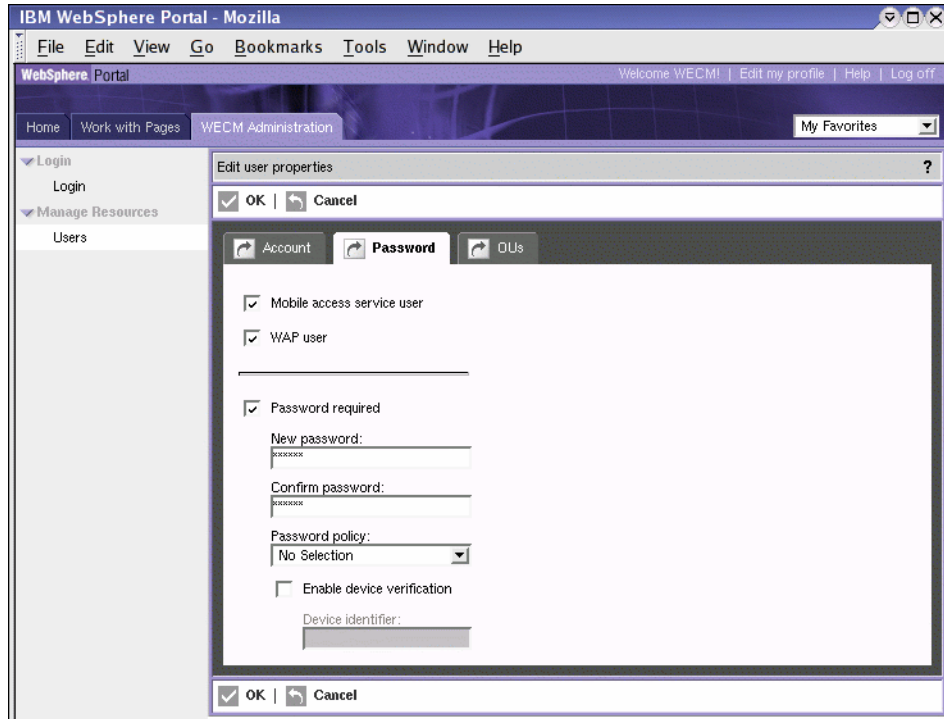 IBM WebSphere Portal - Mozilla
File Edit View Go Bookmarks Tools Window Help
WebSphere Portal Welcome WECM! | Edit my profile | Help | Log off
Home Work with Pages WECM Administration My Favorites
Login
Login
Manage Resources
Users
Edit user properties ?
OK | Cancel
Account Password OUs
Mobile access service user
WAP user
Password required
New password:
xxxxxx
Confirm password:
xxxxxx
Password policy:
No Selection
Enable device verification
Device identifier:
OK | Cancel